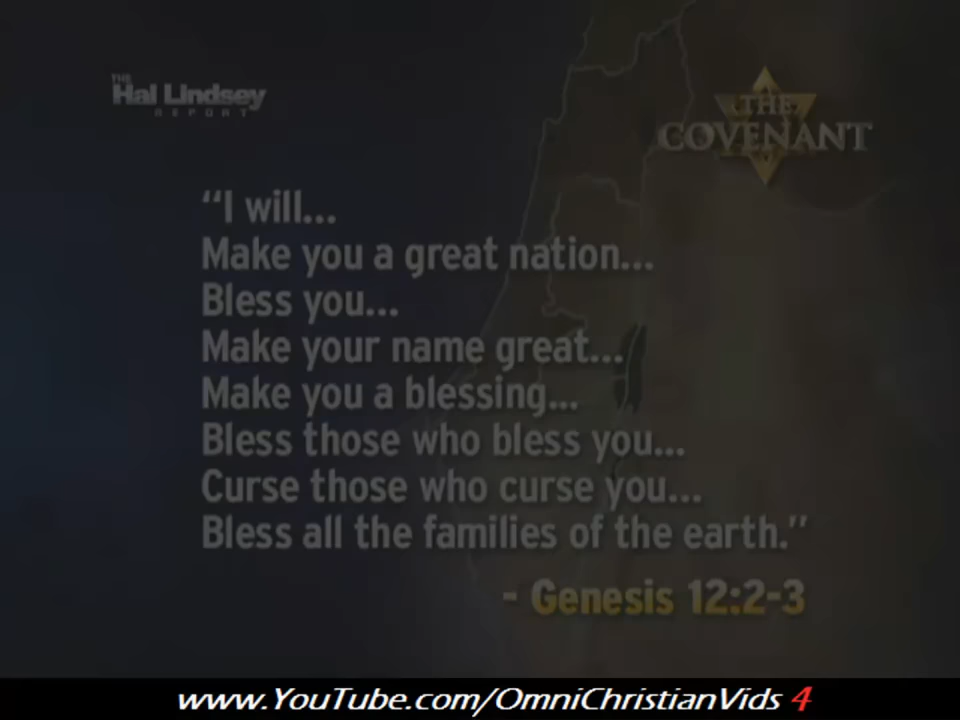 THE
Hal Lindsey
REPORT
THE
COVENANT
“I will...
Make you a great nation...
Bless you...
Make your name great...
Make you a blessing...
Bless those who bless you...
Curse those who curse you...
Bless all the families of the earth.”
- Genesis 12:2-3
www.YouTube.com/OmniChristianVids 4